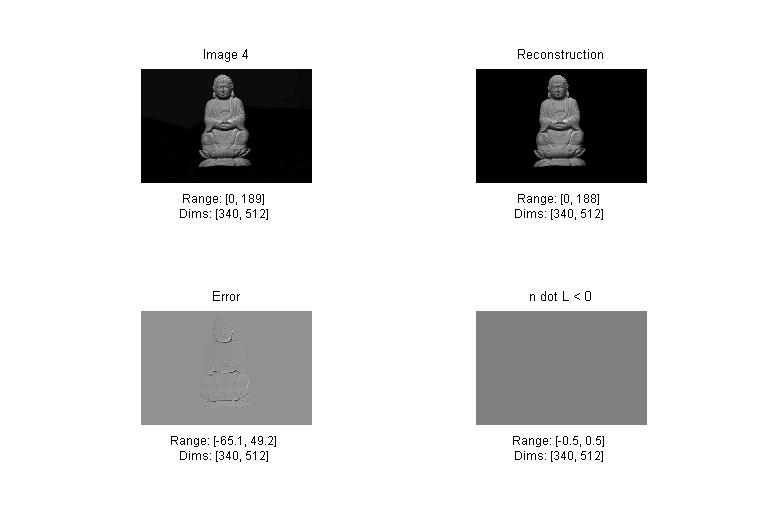 Image 4
Range: [0, 189]
Dims: [340, 512]
Reconstruction
Range: [0, 188]
Dims: [340, 512]
Error
Range: [-65.1, 49.2]
Dims: [340, 512]
n dot L < 0
Range: [-0.5, 0.5]
Dims: [340, 512]